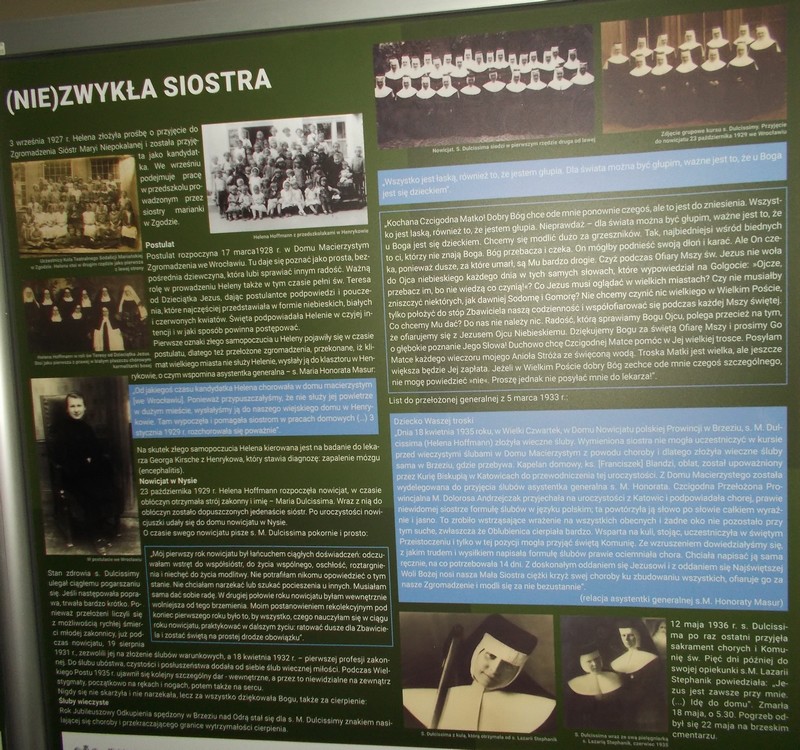 (NIE)ZWYKŁA SIOSTRA
3 września 1927 r. Helena złożyła prośbę o przyjęcie do
Zgromadzenia Sióstr Maryi Niepokalanej i została przyję-
ta jako kandydat-
ka. We wrześniu
podejmuje pracę
w przedszkolu pro-
wadzonym przez
siostry marianki
w Zgodzie.
Helena Hoffmann z przedszkolakami w Henrykowie
Postulat
Postulat rozpoczyna 17 marca 1928 r. w Domu Macierzystym
Zgromadzenia we Wrocławiu. Tu daje się poznać jako prosta, bez-
pośrednia dziewczyna, która lubi sprawiać innym radość. Ważną
rolę w prowadzeniu Heleny także w tym czasie pełni św. Teresa
od Dzieciątka Jezus, dając postulantce podpowiedzi i poucze-
nia, które najczęściej przedstawiała w formie niebieskich, białych
i czerwonych kwiatów. Święta podpowiadała Helenie w czyjej in-
tencji i w jaki sposób powinna postępować.
Pierwsze oznaki złego samopoczucia u Heleny pojawiły się w czasie
postulatu, dlatego też przełożone zgromadzenia, przekonane, iż kli-
mat wielkiego miasta nie służy Helenie, wysłały ją do klasztoru w Hen-
rykowie, o czym wspomina asystentka generalna – s. Maria Honorata Masur:
„Od jakiegoś czasu kandydatka Helena chorowała w domu macierzystym
[we Wrocławiu]. Ponieważ przypuszczałyśmy, że nie służy jej powietrze
w dużym mieście, wysłałyśmy ją do naszego wiejskiego domu w Henry-
kowie. Tam wypoczęła i pomagała siostrom w pracach domowych (...) 3
stycznia 1929 r. rozchorowała się poważnie”.
Na skutek złego samopoczucia Helena kierowana jest na badanie do leka-
rza Georga Kirsche z Henrykowa, który stawia diagnozę: zapalenie mózgu
(encephalitis).
Nowicjat w Nysie
23 października 1929 r. Helena Hoffmann rozpoczęła nowicjat, w czasie
obłóczyn otrzymała strój zakonny i imię – Maria Dulcissima. Wraz z nią do
obłóczyn zostało dopuszczonych jedenaście sióstr. Po uroczystości nowi-
cjuszki udały się do domu nowicjatu w Nysie.
O czasie swego nowicjatu pisze s. M. Dulcissima pokornie i prosto:
W postulacie we Wrocławiu
„Mój pierwszy rok nowicjatu był łańcuchem ciągłych doświadczeń: odczu-
wałam wstręt do współsióstr, do życia wspólnego, oschłość, roztargnie-
nia i niechęć do życia modlitwy. Nie potrafiłam nikomu opowiedzieć o tym
stanie. Nie chciałam narzekać lub szukać pocieszenia u innych. Musiałam
sama dać sobie radę. W drugiej połowie roku nowicjatu byłam wewnętrznie
wolniejsza od tego brzemienia. Moim postanowieniem rekolekcyjnym pod
koniec pierwszego roku było to, by wszystko, czego nauczyłam się w ciągu
roku nowicjatu, praktykować w dalszym życiu: ratować dusze dla Zbawicie-
la i zostać świętą na prostej drodze obowiązku”.
Stan zdrowia s. Dulcissimy
ulegał ciągłemu pogarszaniu
się. Jeśli następowała popra-
wa, trwała bardzo krótko. Po-
nieważ przełożeni liczyli się
z możliwością rychłej śmier-
ci młodej zakonnicy, już pod-
czas nowicjatu, 19 sierpnia
1931 r., zezwolili jej na złożenie ślubów warunkowych, a 18 kwietnia 1932 r. – pierwszej profesji zakon-
nej. Do ślubu ubóstwa, czystości i posłuszeństwa dodała od siebie ślub wiecznej miłości. Podczas Wiel-
kiego Postu 1935 r. ujawnił się kolejny szczególny dar - wewnętrzne, a przez to niewidzialne na zewnątrz
stygmaty, początkowo na rękach i nogach, potem także na sercu.
Nigdy się nie skarżyła i nie narzekała, lecz za wszystko dziękowała Bogu, także za cierpienie.
Śluby wieczyste
Rok Jubileuszowy Odkupienia spędzony w Brzeziu nad Odrą stał się dla s. M. Dulcissimy znakiem nasi-
lającej się choroby i przekraczającego granice wytrzymałości cierpienia.
Nowicjat. S. Dulcissima siedzi w pierwszym rzędzie druga od lewej
Zdjęcie grupowe kursu s. Dulcissimy. Przyjęcie
do nowicjatu 23 października 1929 we Wrocławiu
„Wszystko jest łaską, również to, że jestem głupia. Dla świata można być głupim, ważne jest to, że u Boga
jest się dzieckiem”
„Kochana Czcigodna Matko! Dobry Bóg chce ode mnie ponownie czegoś, ale to jest do zniesienia. Wszyst-
ko jest łaską, również to, że jestem głupia. Nieprawdaż – dla świata można być głupim, ważne jest to, że
u Boga jest się dzieckiem. Chcemy się modlić dużo za grzeszników. Tak, najbiedniejsi wśród biednych
to ci, którzy nie znają Boga. Bóg przebacza i czeka. On mógłby podnieść swoją dłoń i karać. Ale On cze-
ka, ponieważ dusze, za które umarł, są Mu bardzo drogie. Czyż podczas Ofiary Mszy św. Jezus nie woła
do Ojca niebieskiego każdego dnia w tych samych słowach, które wypowiedział na Golgocie: »Ojcze,
przebacz im, bo nie wiedzą co czynią!«? Co Jezus musi oglądać w wielkich miastach? Czy nie musiałby
zniszczyć niektórych, jak dawniej Sodomę i Gomorę? Nie chcemy czynić nic wielkiego w Wielkim Poście,
tylko położyć do stóp Zbawiciela naszą codzienność i współofiarować się podczas każdej Mszy świętej.
Co chcemy Mu dać? Do nas nie należy nic. Radość, którą sprawiamy Bogu Ojcu, polega przecież na tym,
że ofiarujemy się z Jezusem Ojcu Niebieskiemu. Dziękujemy Bogu za świętą Ofiarę Mszy i prosimy Go
o głębokie poznanie Jego Słowa! Duchowo chcę Czcigodnej Matce pomóc w Jej wielkiej trosce. Posyłam
Matce każdego wieczoru mojego Anioła Stróża ze święconą wodą. Troska Matki jest wielka, ale jeszcze
większa będzie Jej zapłata. Jeżeli w Wielkim Poście dobry Bóg zechce ode mnie czegoś szczególnego,
nie mogę powiedzieć »nie«. Proszę jednak nie posyłać mnie do lekarza!”.
List do przełożonej generalnej z 5 marca 1933 r.:
Dziecko Waszej troski
„Dnia 18 kwietnia 1935 roku, w Wielki Czwartek, w Domu Nowicjatu polskiej Prowincji w Brzeziu, s. M. Dul-
cissima (Helena Hoffmann) złożyła wieczne śluby. Wymieniona siostra nie mogła uczestniczyć w kursie
przed wieczystymi ślubami w Domu Macierzystym z powodu choroby i dlatego złożyła wieczne śluby
sama w Brzeziu, gdzie przebywa. Kapelan domowy, ks. [Franciszek] Blandzi, oblat, został upoważniony
przez Kurię Biskupią w Katowicach do przewodniczenia tej uroczystości. Z Domu Macierzystego została
wydelegowana do przyjęcia ślubów asystentka generalna s. M. Honorata. Czcigodna Przełożona Pro-
wincjalna M. Dolorosa Andrzejczak przyjechała na uroczystości z Katowic i podpowiadała chorej, prawie
niewidomej siostrze formułę ślubów w języku polskim; ta powtórzyła ją słowo po słowie całkiem wyraź-
nie i jasno. To zrobiło wstrząsające wrażenie na wszystkich obecnych i żadne oko nie pozostało przy
tym suche, zwłaszcza że Oblubienica cierpiała bardzo. Wsparta na kuli, stojąc, uczestniczyła w świętym
Przeistoczeniu i tylko w tej pozycji mogła przyjąć świętą Komunię. Ze wzruszeniem dowiedziałyśmy się,
z jakim trudem i wysiłkiem napisała formułę ślubów prawie ociemniała chora. Chciała napisać ją sama
ręcznie, na co potrzebowała 14 dni. Z doskonałym oddaniem się Jezusowi i z oddaniem się Najświętszej
Woli Bożej nosi nasza Mała Siostra ciężki krzyż swej choroby ku zbudowaniu wszystkich, ofiaruje go za
nasze Zgromadzenie i modli się za nie bezustannie”.
(relacja asystentki generalnej s.M. Honoraty Masur)
S. Dulcissima z kulą, którą otrzymała od s. Lazarii Stephanik
S. Dulcissima wraz ze swą pielęgniarką
s. Lazarią Stephanik, czerwiec 1935
12 maja 1936 r. s. Dulcissi-
ma po raz ostatni przyjęła
sakrament chorych i Komu-
nię św. Pięć dni później do
swojej opiekunki s. M. Lazarii
Stephanik powiedziała: „Je-
zus jest zawsze przy mnie.
(...) Idę do domu”. Zmarła
18 maja, o 5.30. Pogrzeb od-
był się 22 maja na brzeskim
cmentarzu.